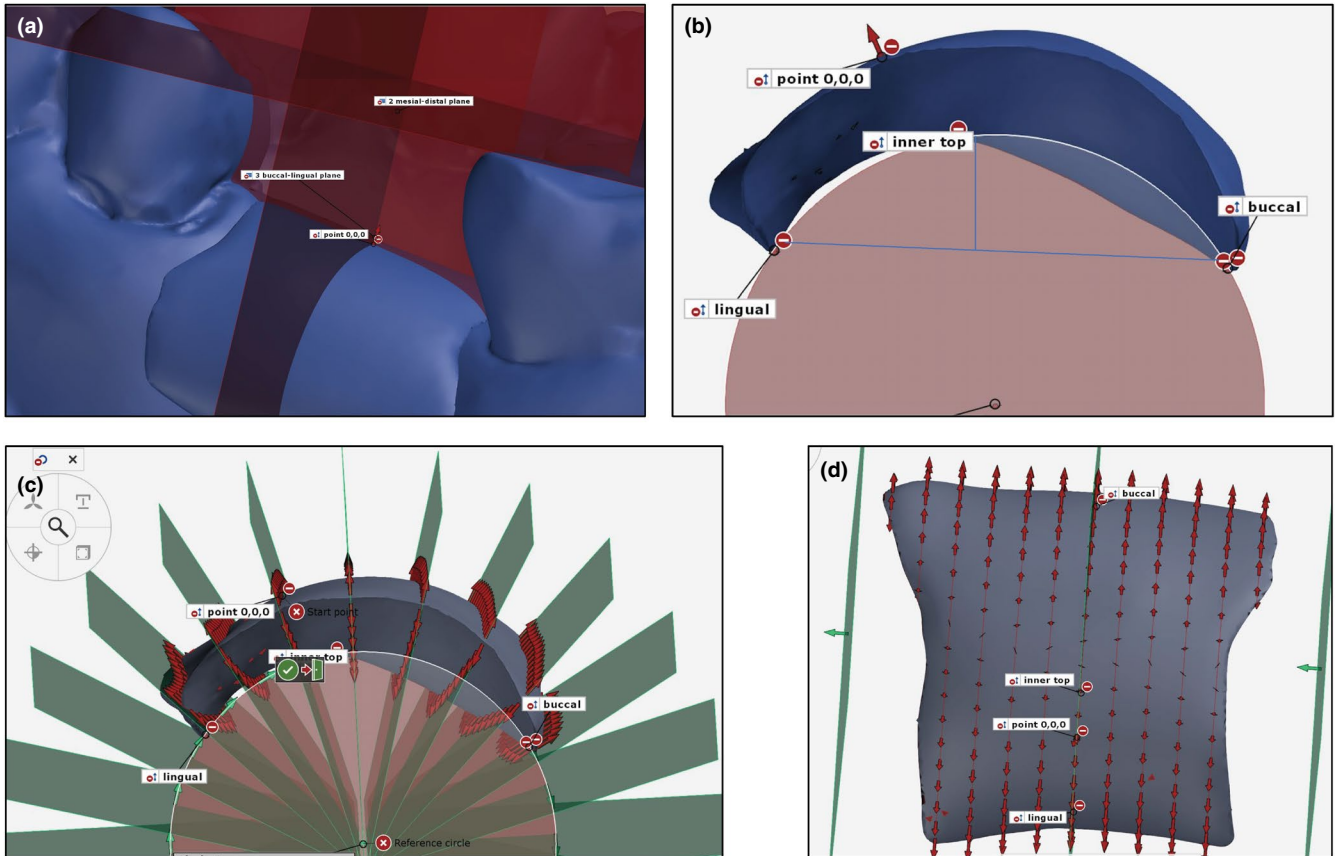 (a)
2 mesial-distal plane
3 buccal-lingual plane
point 0,0,0
(b)
point 0,0,0
inner top
buccal
lingual
(c)
point 0,0,0
Start point
inner top
buccal
lingual
Reference circle
(d)
buccal
inner top
point 0,0,0
lingual